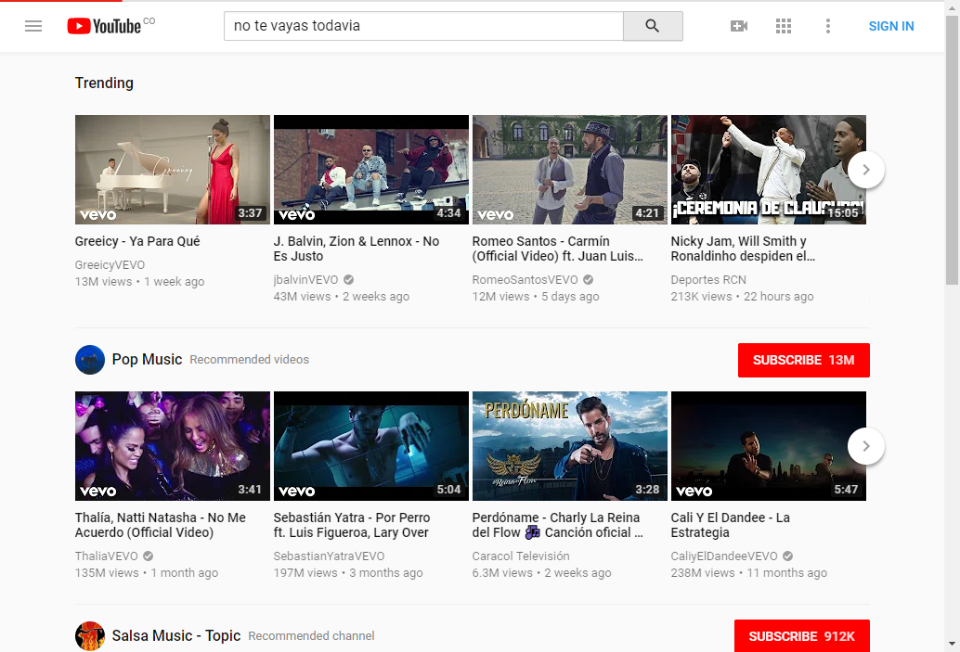 YouTube CO
no te vayas todavia
SIGN IN
Trending
vevo
3:37
vevo
4:34
vevo
4:21
¡CEREMONIA DE CLAUSURA!
15:05
Greeicy - Ya Para Qué
GreeicyVEVO
13M views • 1 week ago
J. Balvin, Zion & Lennox - No
Es Justo
jbalvinVEVO
43M views • 2 weeks ago
Romeo Santos - Carmín
(Official Video) ft. Juan Luis...
RomeoSantosVEVO
12M views • 5 days ago
Nicky Jam, Will Smith y
Ronaldinho despiden el...
Deportes RCN
213K views • 22 hours ago
Pop Music Recommended videos
SUBSCRIBE 13M
vevo
3:41
vevo
5:04
PERDÓNAME
Reina Flow
3:28
vevo
5:47
Thalía, Natti Natasha - No Me
Acuerdo (Official Video)
ThaliaVEVO
135M views • 1 month ago
Sebastián Yatra - Por Perro
ft. Luis Figueroa, Lary Over
SebastianYatraVEVO
197M views • 3 months ago
Perdóname - Charly La Reina
del Flow 🎶 Canción oficial ...
Caracol Televisión
6.3M views • 2 weeks ago
Cali Y El Dandee - La
Estrategia
CaliyElDandeeVEVO
238M views • 11 months ago
Salsa Music - Topic Recommended channel
SUBSCRIBE 912K